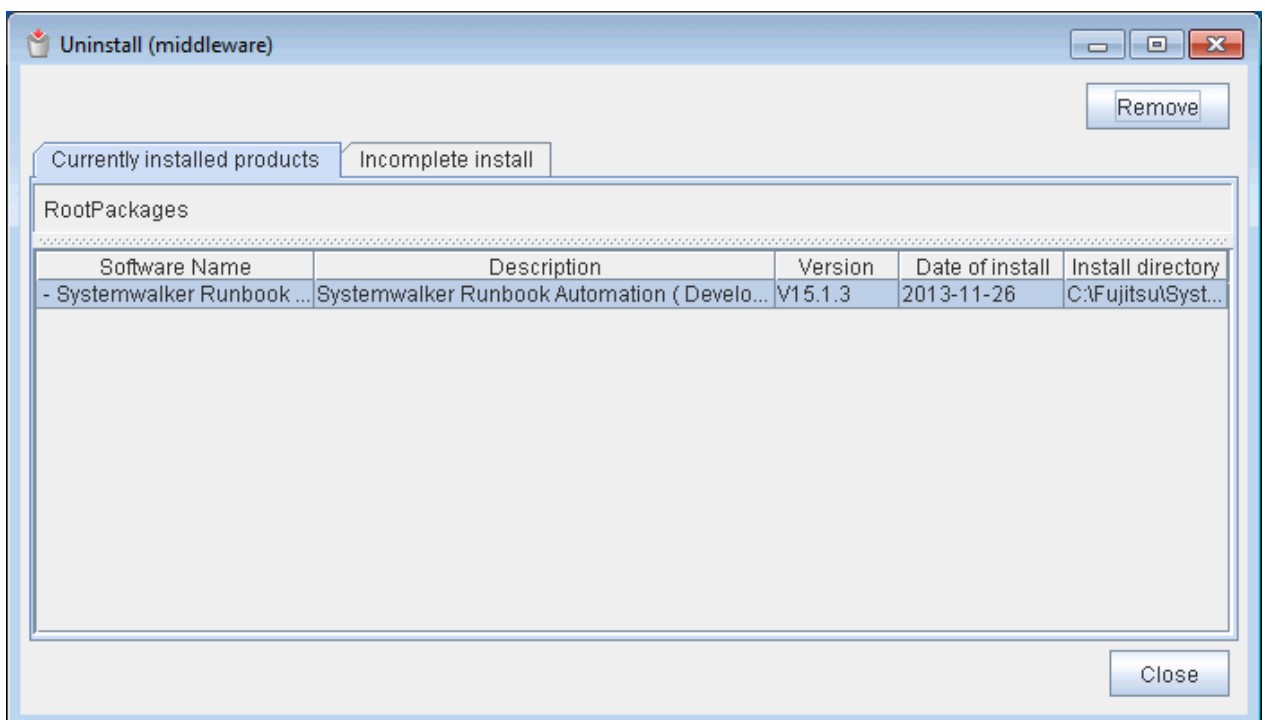 Uninstall (middleware)
Remove
Currently installed products Incomplete install
RootPackages
Software Name Description Version Date of install Install directory
- Systemwalker Runbook ... Systemwalker Runbook Automation ( Develo... V15.1.3 2013-11-26 C:\Fujitsu\Syst...
Close